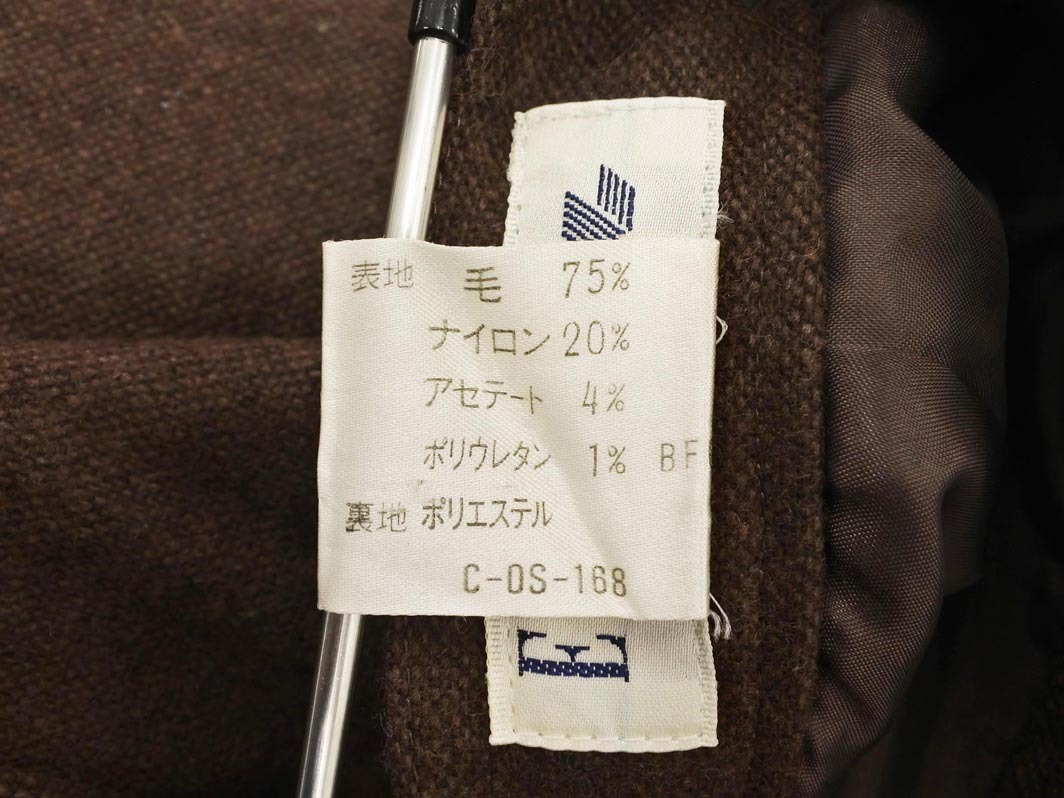 表地 毛 75%
ナイロン 20%
アセテート 4%
ポリウレタン 1% BF
裏地 ポリエステル
C-OS-168
E